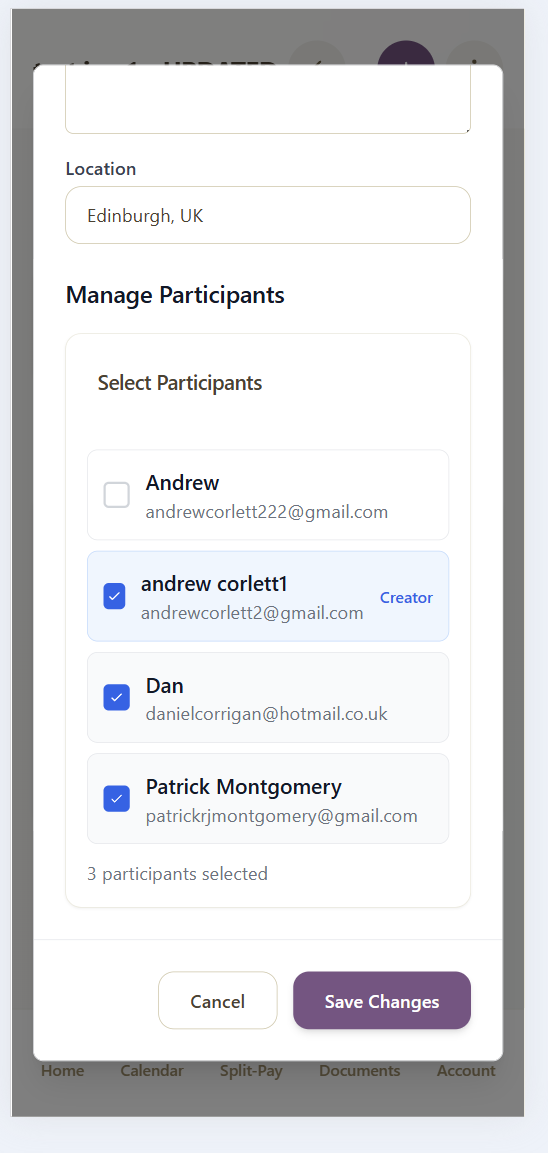 Location
Edinburgh, UK
Manage Participants
Select Participants
Andrew
andrewcorlett222@gmail.com
andrew corlett1
andrewcorlett2@gmail.com
Creator
Dan
danielcorrigan@hotmail.co.uk
Patrick Montgomery
patrickrjmontgomery@gmail.com
3 participants selected
Cancel
Save Changes
Home
Calendar
Split-Pay
Documents
Account